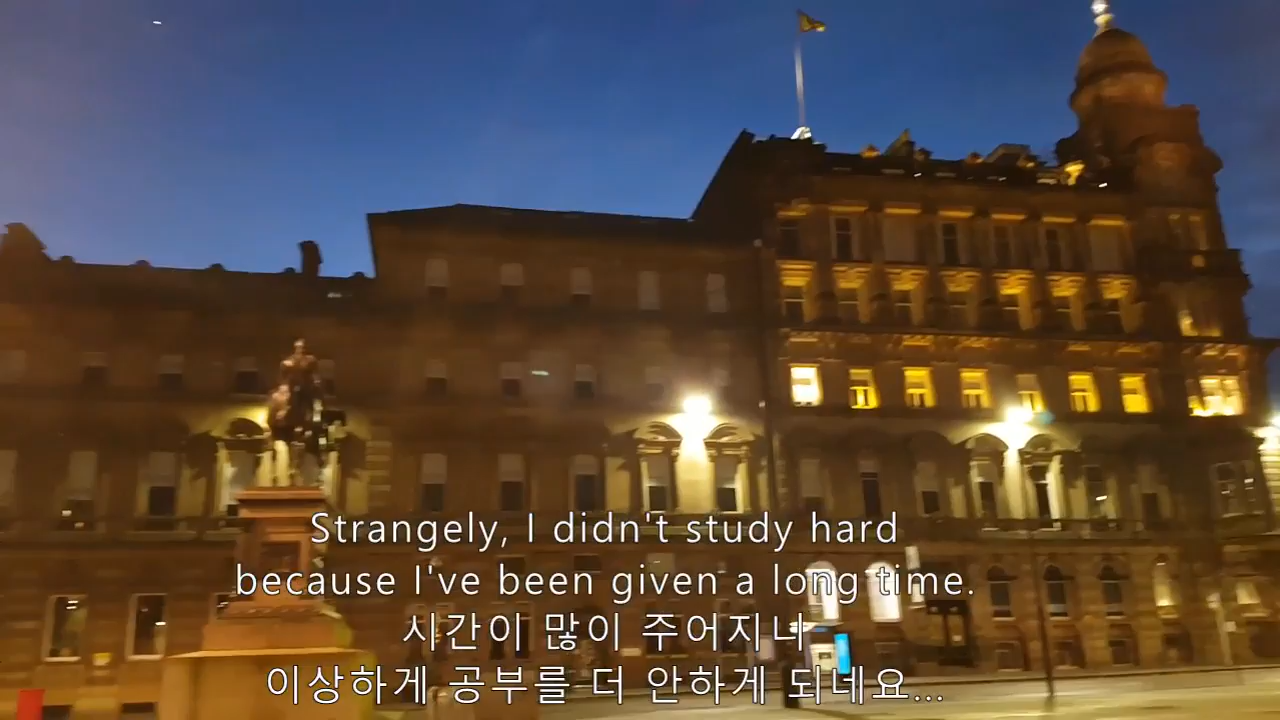 Strangely, I didn't study hard
because I've been given a long time.
시간이 많이 주어지니
이상하게 공부를 더 안하게 되네요...